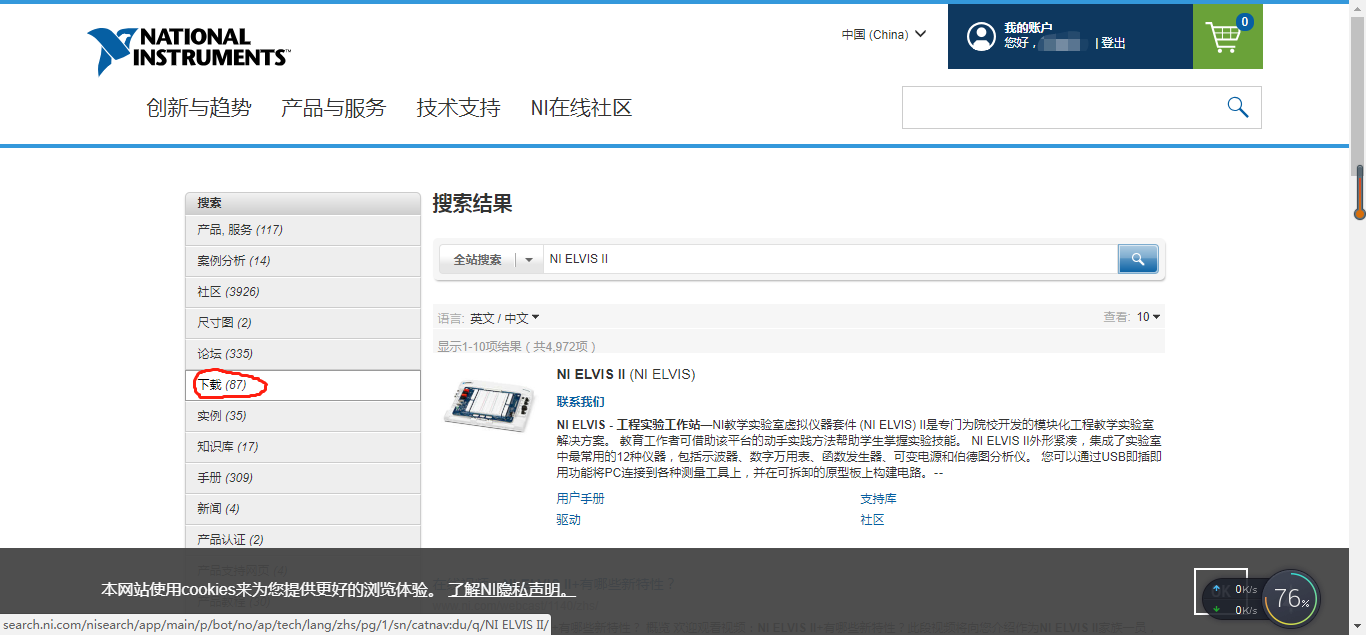 NATIONAL
INSTRUMENTS™
中国 (China)
我的账户
您好，
| 登出
0
创新与趋势 产品与服务 技术支持 NI在线社区
搜索
产品, 服务 (117)
案例分析 (14)
社区 (3926)
尺寸图 (2)
论坛 (335)
下载 (87)
实例 (35)
知识库 (17)
手册 (309)
新闻 (4)
产品认证 (2)
搜索结果
全站搜索 NI ELVIS II
语言: 英文 / 中文 查看: 10
显示1-10项结果（共4,972项）
NI ELVIS II (NI ELVIS)
联系我们
NI ELVIS - 工程实验工作站—NI教学实验室虚拟仪器套件 (NI ELVIS) II是专门为院校开发的模块化工程教学实验室
解决方案。 教育工作者可借助该平台的动手实践方法帮助学生掌握实验技能。 NI ELVIS II外形紧凑，集成了实验室
中最常用的12种仪器，包括示波器、数字万用表、函数发生器、可变电源和伯德图分析仪。 您可以通过USB即插即
用功能将PC连接到各种测量工具上，并在可拆卸的原型板上构建电路。--
用户手册 支持库
驱动 社区
本网站使用cookies来为您提供更好的浏览体验。 了解NI隐私声明。
OK
0K/s
0K/s
76%
search.ni.com/nisearch/app/main/p/bot/no/ap/tech/lang/zhs/pg/1/sn/catnav:du/q/NI ELVIS II/